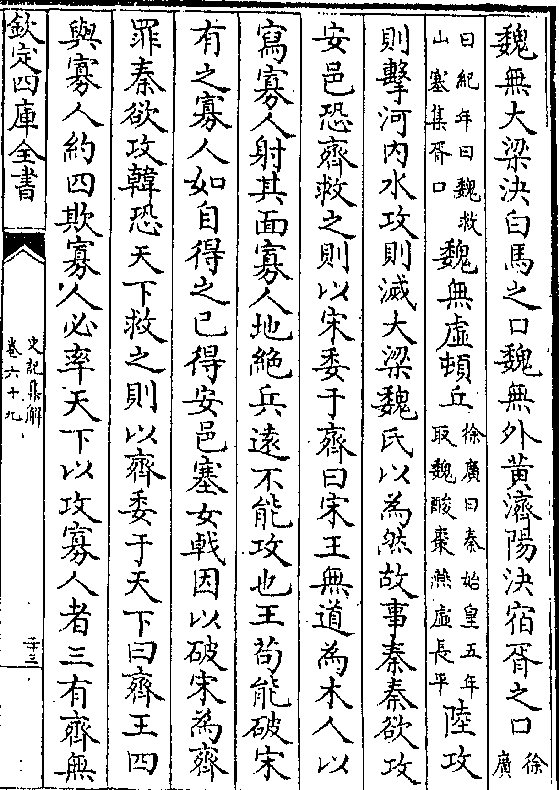 魏無大梁決白馬之口魏無外黃濟陽決宿胥之口徐廣
曰紀年曰魏救山塞集胥口魏無虛頓丘徐廣曰秦始皇五年取魏酸棗燕虛長平陸攻
則擊河內水攻則滅大梁魏氏以為然故事秦秦欲攻
安邑恐齊救之則以宋委于齊曰宋王無道為木人以
寫寡人射其面寡人地絶兵遠不能攻也王茍能破宋
有之寡人如自得之已得安邑塞女戟因以破宋為齊
罪秦欲攻韓恐天下救之則以齊委于天下曰齊王四
與寡人約四欺寡人必率天下以攻寡人者三有齊無
欽定四庫全書
史記集解
卷六十九
二十三